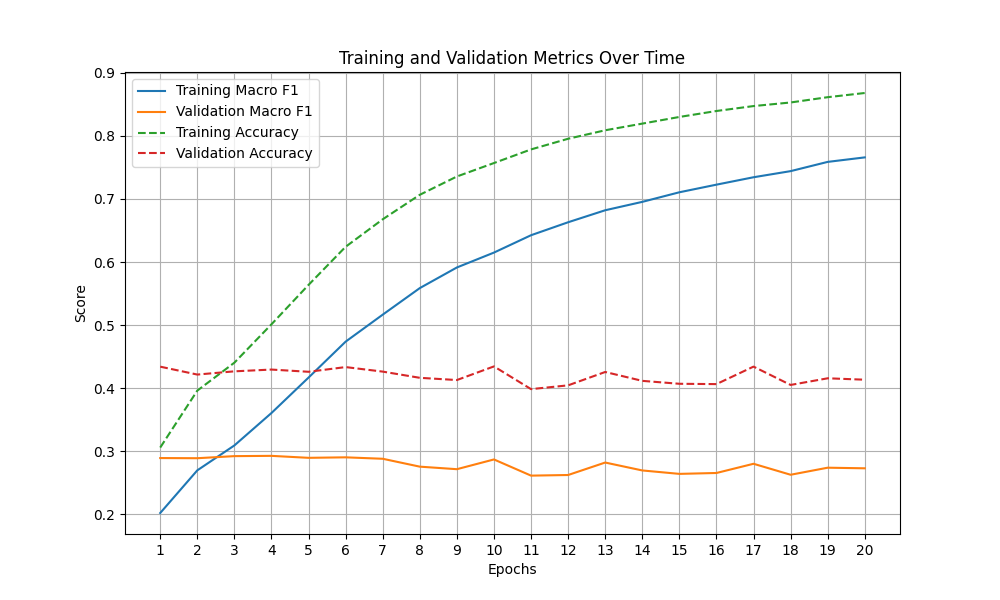 Training and Validation Metrics Over Time
Training Macro F1
Validation Macro F1
Training Accuracy
Validation Accuracy
Score
0.9
0.8
0.7
0.6
0.5
0.4
0.3
0.2
1 2 3 4 5 6 7 8 9 10 11 12 13 14 15 16 17 18 19 20
Epochs